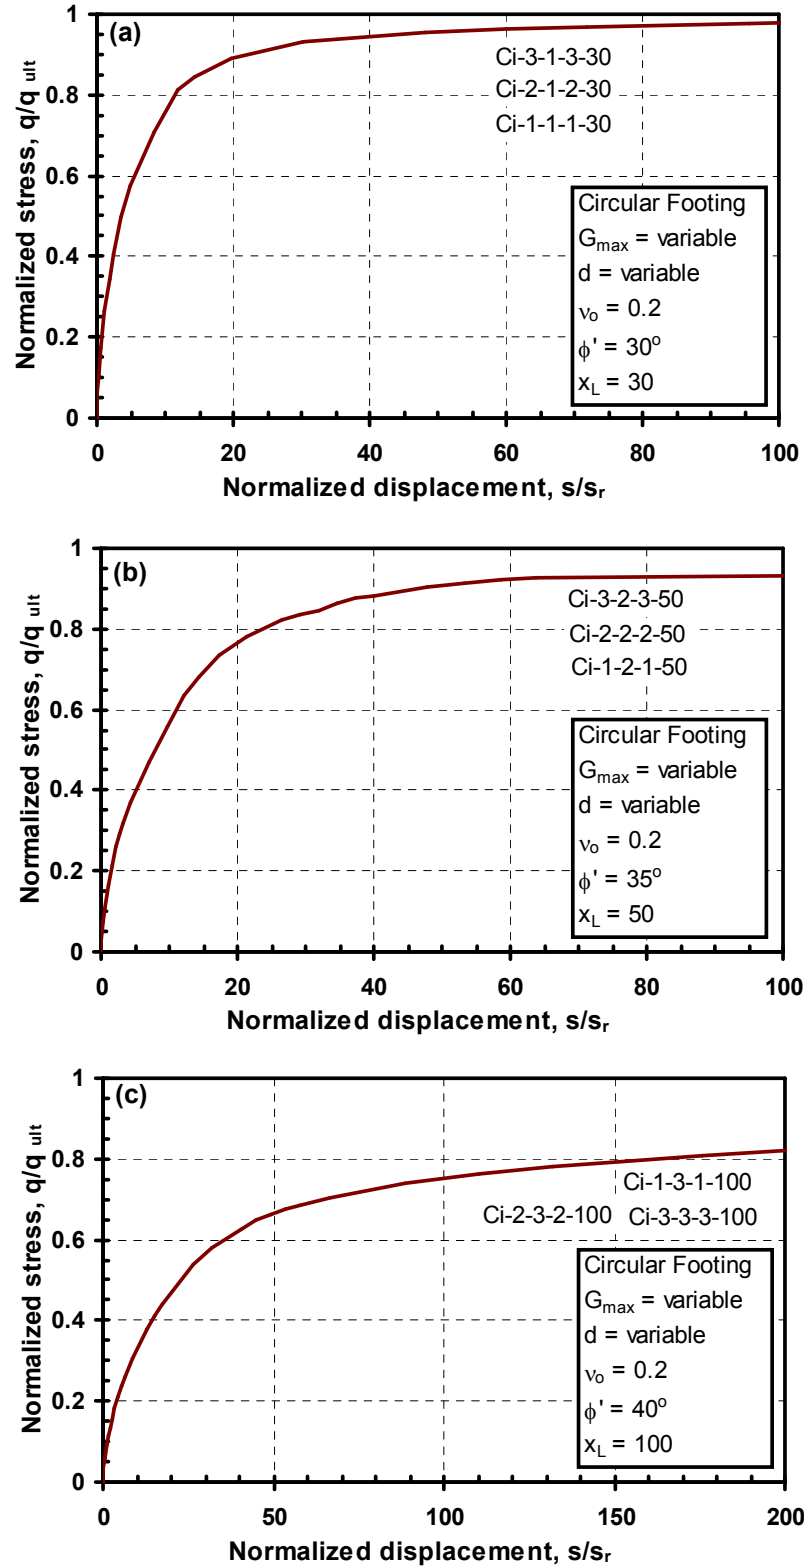 (a)
1
0.8
0.6
0.4
0.2
0
Normalized stress, q/q ult
Ci-3-1-3-30
Ci-2-1-2-30
Ci-1-1-1-30
Circular Footing
Gmax = variable
d = variable
νo = 0.2
ϕ' = 30º
xL = 30
0 20 40 60 80 100
Normalized displacement, s/sr
(b)
1
0.8
0.6
0.4
0.2
0
Normalized stress, q/q ult
Ci-3-2-3-50
Ci-2-2-2-50
Ci-1-2-1-50
Circular Footing
Gmax = variable
d = variable
νo = 0.2
ϕ' = 35º
xL = 50
0 20 40 60 80 100
Normalized displacement, s/sr
(c)
1
0.8
0.6
0.4
0.2
0
Normalized stress, q/q ult
Ci-1-3-1-100
Ci-2-3-2-100 Ci-3-3-3-100
Circular Footing
Gmax = variable
d = variable
νo = 0.2
ϕ' = 40º
xL = 100
0 50 100 150 200
Normalized displacement, s/sr